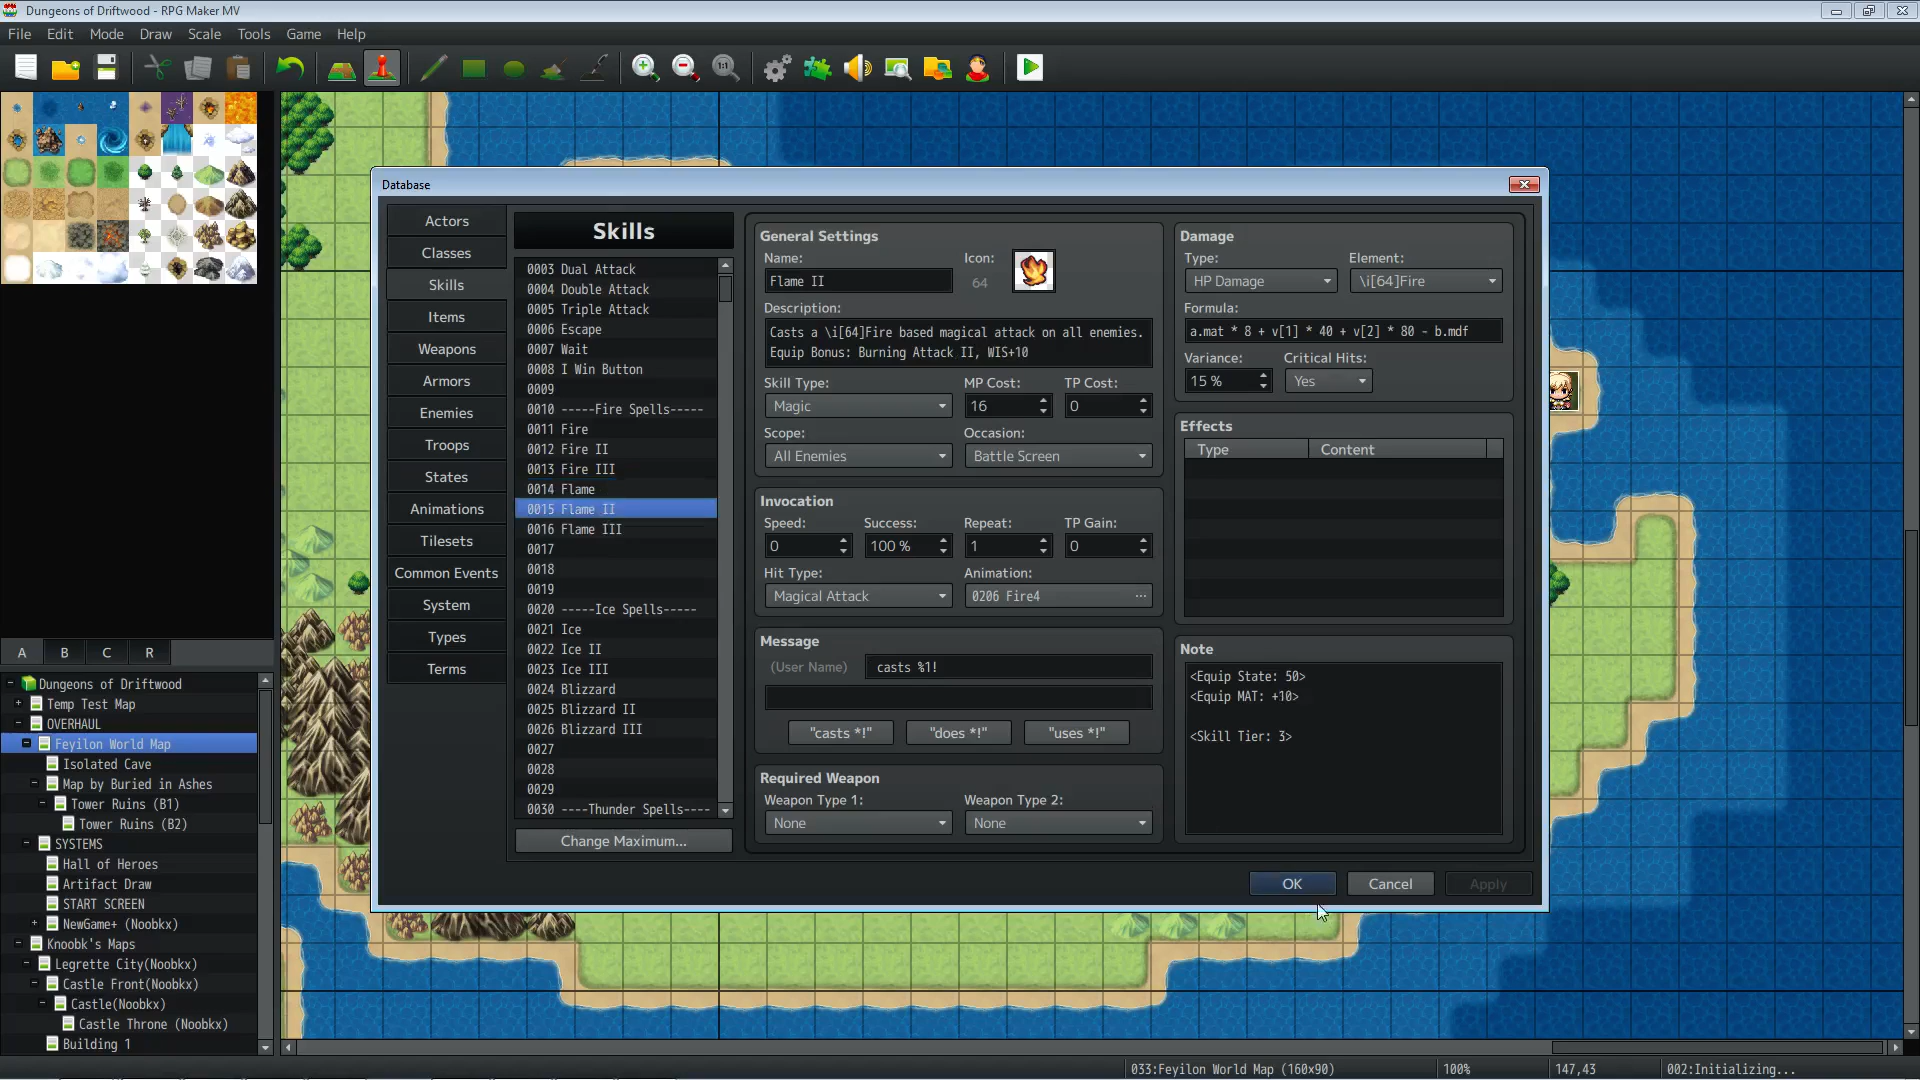 Dungeons of Driftwood - RPG Maker MV
File Edit Mode Draw Scale Tools Game Help
1:1
A B C R
Dungeons of Driftwood
Temp Test Map
OVERHAUL
Feyilon World Map
Isolated Cave
Map by Buried in Ashes
Tower Ruins (B1)
Tower Ruins (B2)
SYSTEMS
Hall of Heroes
Artifact Draw
START SCREEN
NewGame+ (Noobkx)
Knoobk's Maps
Legrette City(Noobkx)
Castle Front(Noobkx)
Castle(Noobkx)
Castle Throne (Noobkx)
Building 1
Database
Actors
Classes
Skills
Items
Weapons
Armors
Enemies
Troops
States
Animations
Tilesets
Common Events
System
Types
Terms
Skills
0003 Dual Attack
0004 Double Attack
0005 Triple Attack
0006 Escape
0007 Wait
0008 I Win Button
0009
0010 -----Fire Spells-----
0011 Fire
0012 Fire II
0013 Fire III
0014 Flame
0015 Flame II
0016 Flame III
0017
0018
0019
0020 -----Ice Spells-----
0021 Ice
0022 Ice II
0023 Ice III
0024 Blizzard
0025 Blizzard II
0026 Blizzard III
0027
0028
0029
0030 ----Thunder Spells----
Change Maximum...
General Settings
Name: Icon:
Flame II 64
Description:
Casts a \i[64]Fire based magical attack on all enemies.
Equip Bonus: Burning Attack II, WIS+10
Skill Type: MP Cost: TP Cost:
Magic 16 0
Scope: Occasion:
All Enemies Battle Screen
Invocation
Speed: Success: Repeat: TP Gain:
0 100 % 1 0
Hit Type: Animation:
Magical Attack 0206 Fire4 ...
Message
(User Name) casts %1!
"casts *!" "does *!" "uses *!"
Required Weapon
Weapon Type 1: Weapon Type 2:
None None
Damage
Type: Element:
HP Damage \i[64]Fire
Formula:
a.mat * 8 + v[1] * 40 + v[2] * 80 - b.mdf
Variance: Critical Hits:
15 % Yes
Effects
Type Content
Note
<Equip State: 50>
<Equip MAT: +10>
<Skill Tier: 3>
OK Cancel Apply
033:Feyilon World Map (160x90) 100% 147,43 002:Initializing...